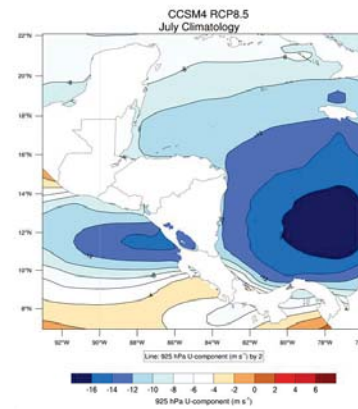 CCSM4 RCP8.5
July Climatology
22°N
20°N
18°N
16°N
14°N
12°N
10°N
8°N
92°W 90°W 88°W 86°W 84°W 82°W 80°W 78°W
Line: 925 hPa U-component (m s⁻¹) by 2
-16 -14 -12 -10 -8 -6 -4 -2 0 2 4 6
925 hPa U-component (m s⁻¹)